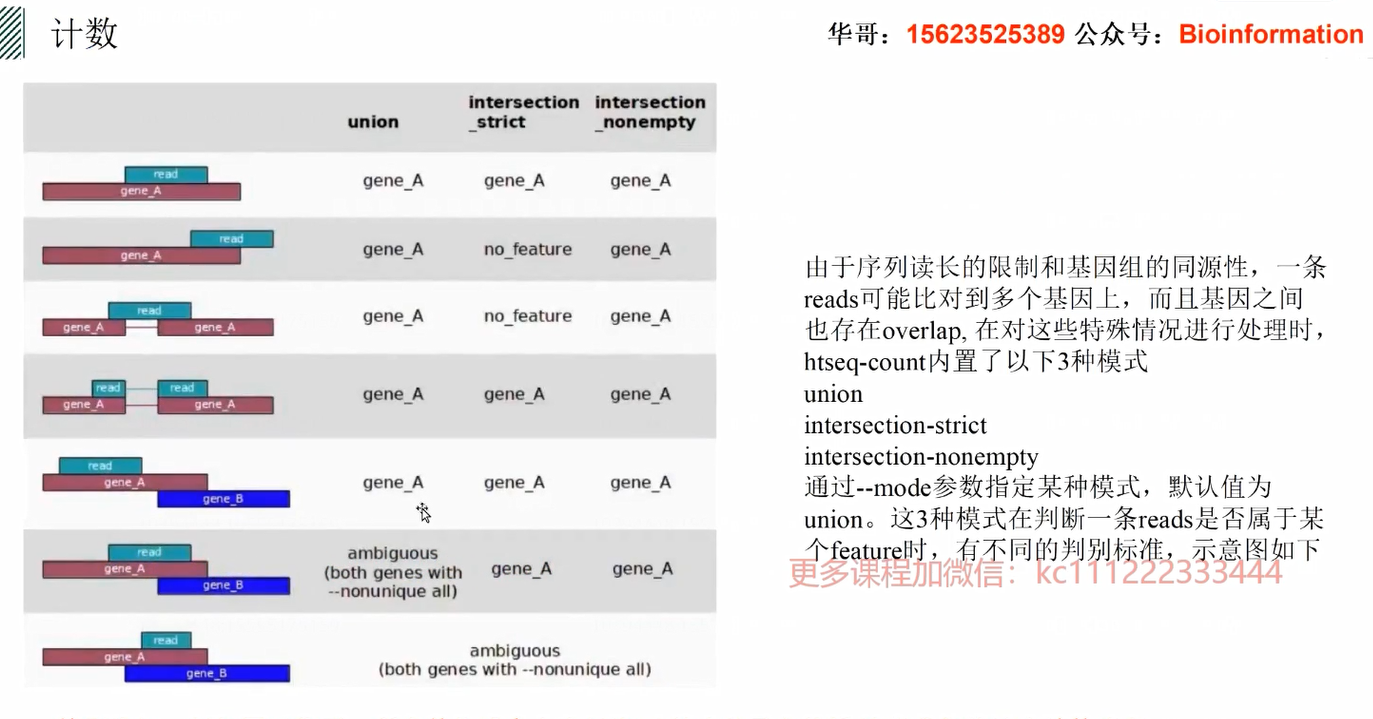 计数
华哥：15623525389 公众号：Bioinformation
union
intersection
_strict
intersection
_nonempty
read
gene_A
gene_A
gene_A
gene_A
read
gene_A
gene_A
no_feature
gene_A
read
gene_A
gene_A
gene_A
no_feature
gene_A
read
read
gene_A
gene_A
gene_A
gene_A
gene_A
read
gene_A
gene_B
gene_A
gene_A
gene_A
read
gene_A
gene_B
ambiguous
(both genes with
--nonunique all)
gene_A
gene_A
read
gene_A
gene_B
ambiguous
(both genes with --nonunique all)
由于序列读长的限制和基因组的同源性，一条
reads可能比对到多个基因上，而且基因之间
也存在overlap, 在对这些特殊情况进行处理时，
htseq-count内置了以下3种模式
union
intersection-strict
intersection-nonempty
通过--mode参数指定某种模式，默认值为
union。这3种模式在判断一条reads是否属于某
个feature时，有不同的判别标准，示意图如下
更多课程加微信：kc111222333444